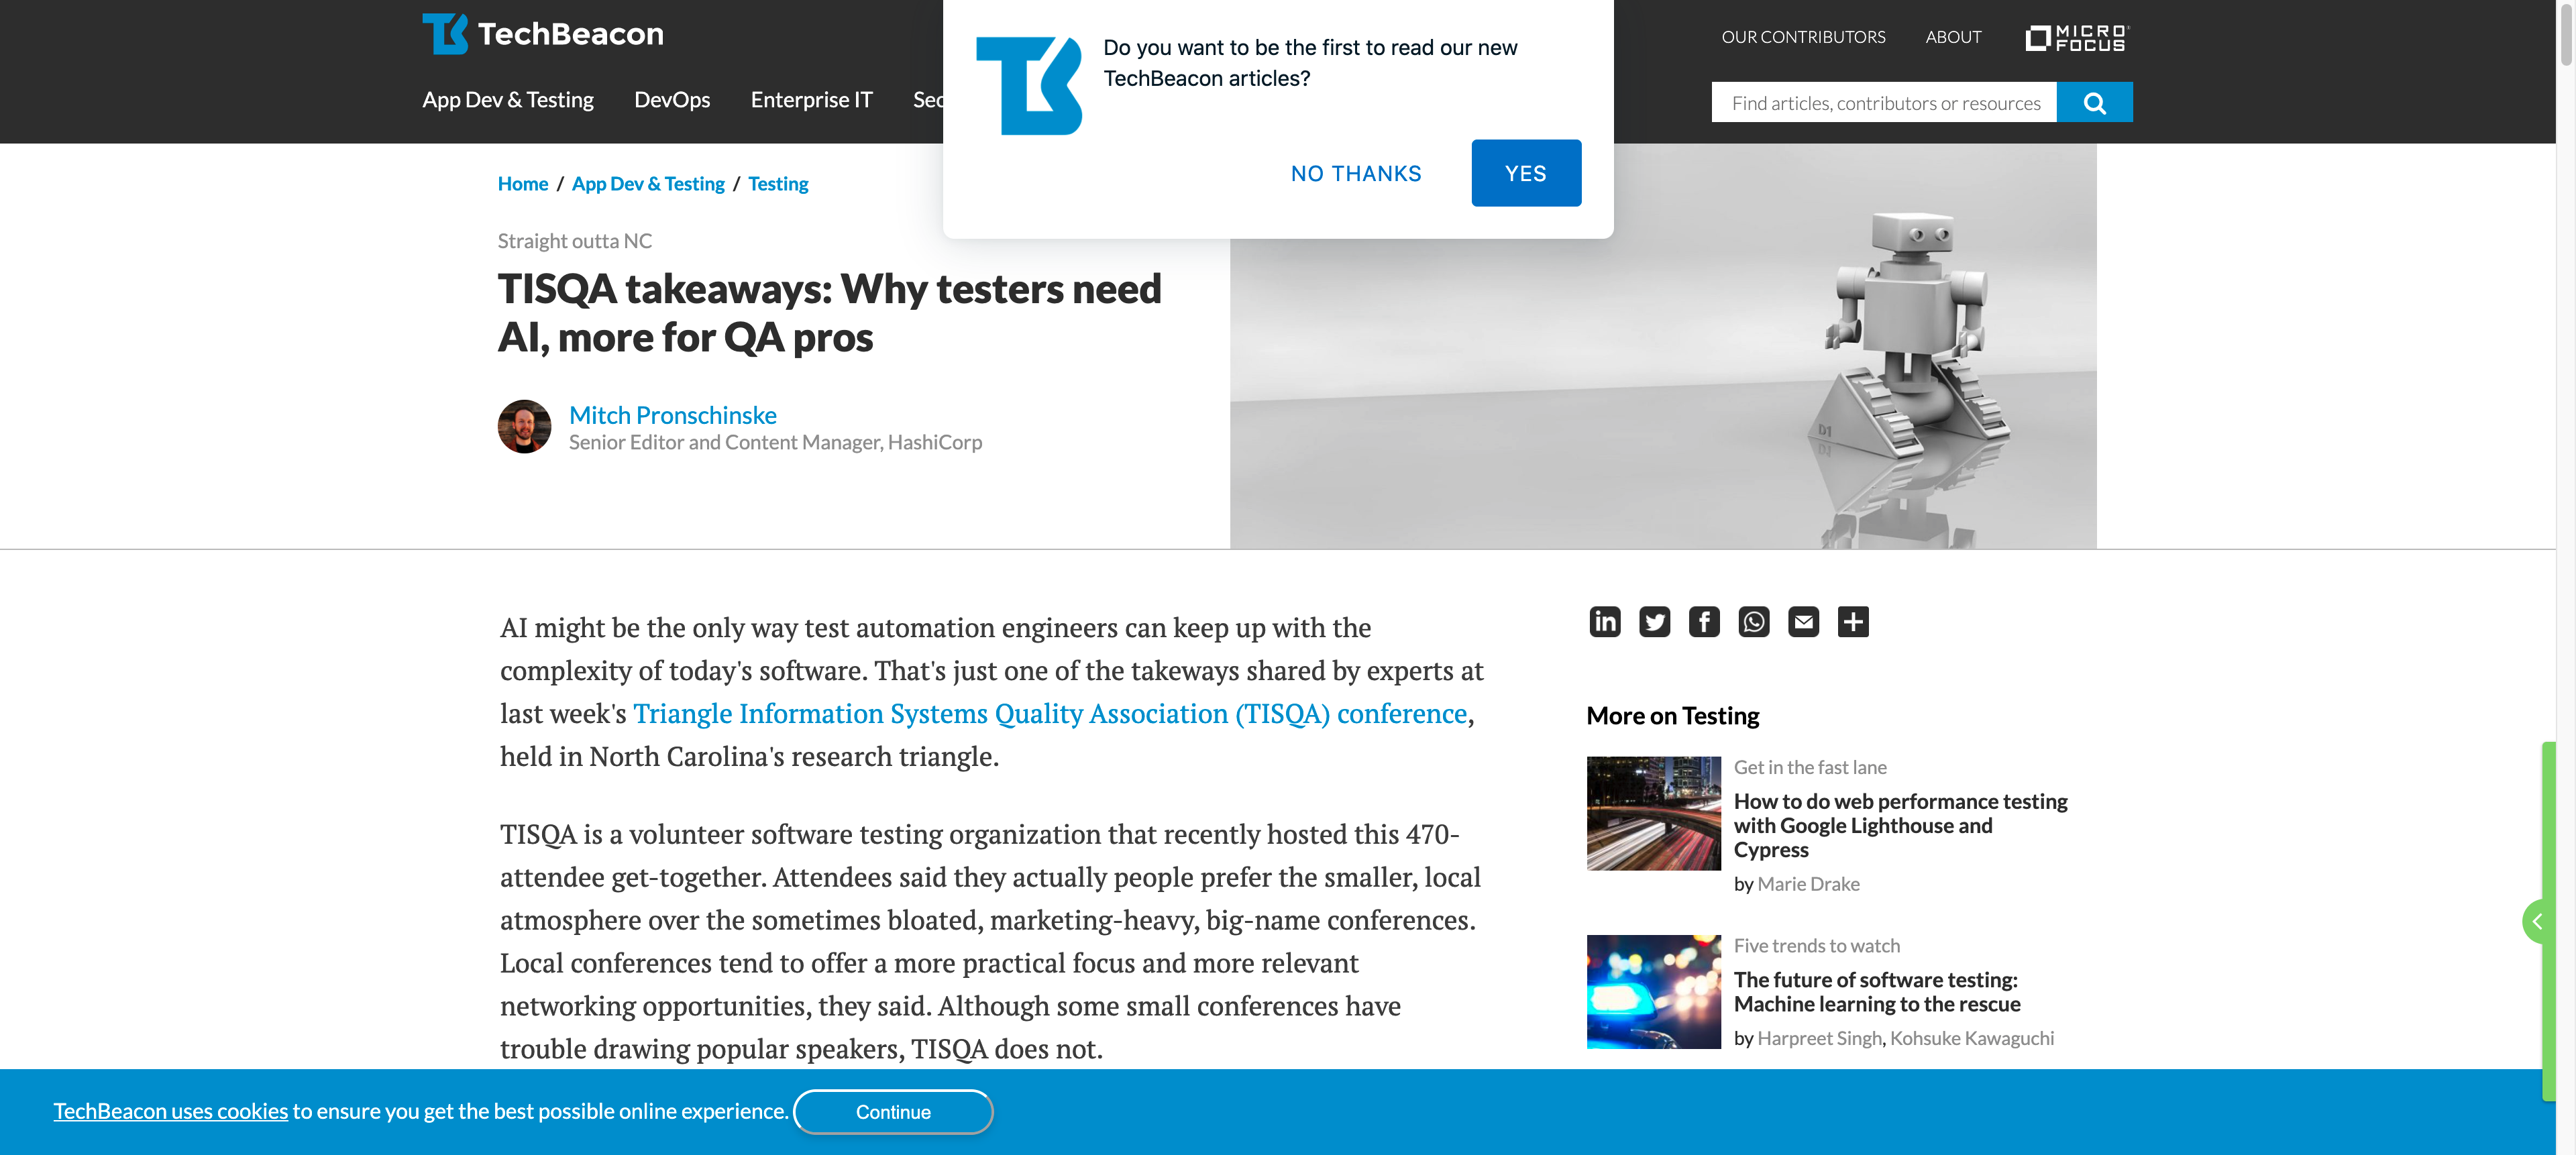 TechBeacon
OUR CONTRIBUTORS
ABOUT
MICRO
FOCUS
App Dev & Testing
DevOps
Enterprise IT
Find articles, contributors or resources
Do you want to be the first to read our new
TechBeacon articles?
NO THANKS
YES
Home / App Dev & Testing / Testing
Straight outta NC
TISQA takeaways: Why testers need
AI, more for QA pros
Mitch Pronschinske
Senior Editor and Content Manager, HashiCorp
D1
AI might be the only way test automation engineers can keep up with the
complexity of today's software. That's just one of the takeways shared by experts at
last week's Triangle Information Systems Quality Association (TISQA) conference,
held in North Carolina's research triangle.
TISQA is a volunteer software testing organization that recently hosted this 470-
attendee get-together. Attendees said they actually people prefer the smaller, local
atmosphere over the sometimes bloated, marketing-heavy, big-name conferences.
Local conferences tend to offer a more practical focus and more relevant
networking opportunities, they said. Although some small conferences have
trouble drawing popular speakers, TISQA does not.
More on Testing
Get in the fast lane
How to do web performance testing
with Google Lighthouse and
Cypress
by Marie Drake
Five trends to watch
The future of software testing:
Machine learning to the rescue
by Harpreet Singh, Kohsuke Kawaguchi
TechBeacon uses cookies to ensure you get the best possible online experience.
Continue